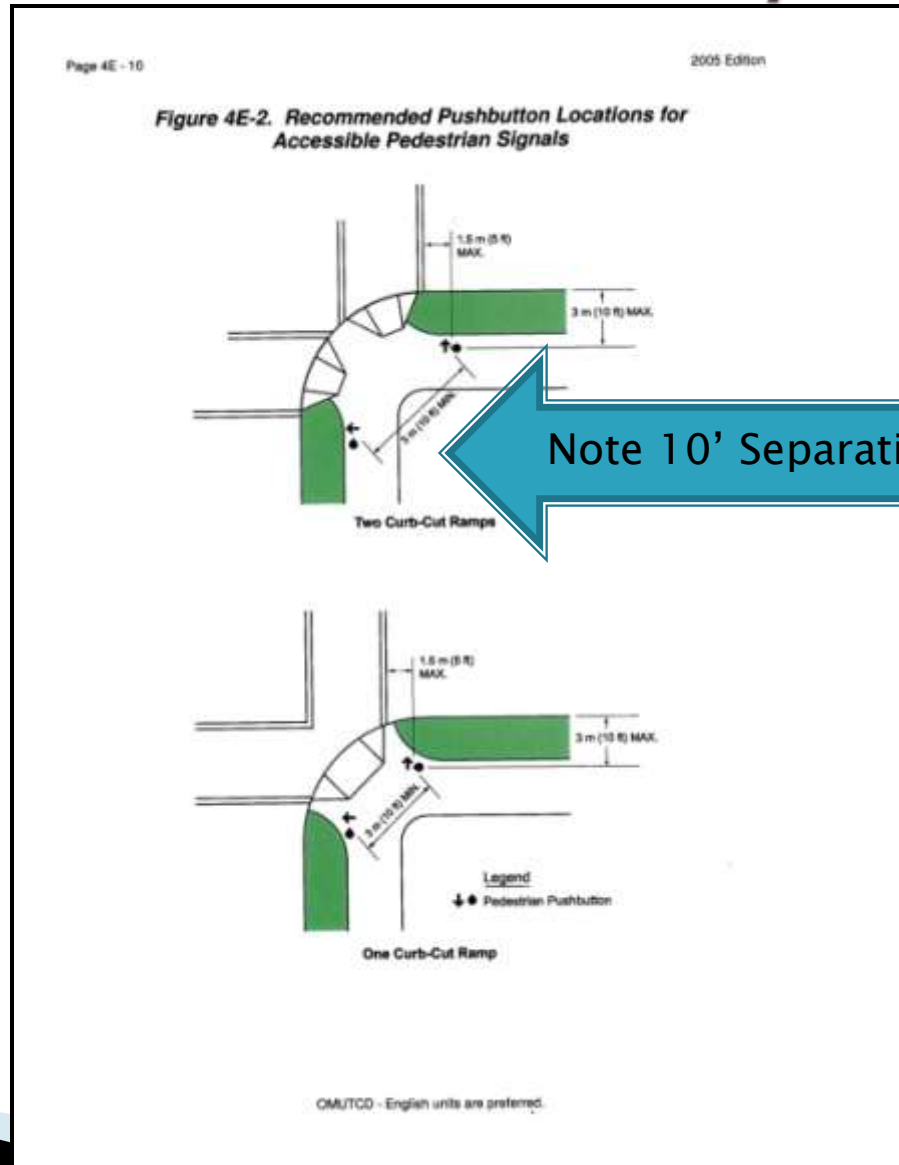 Page 4E - 10
2005 Edition
Figure 4E-2. Recommended Pushbutton Locations for
Accessible Pedestrian Signals
1.5 m (5 ft)
MAX.
3 m (10 ft) MAX.
3 m (10 ft) MIN.
Note 10’ Separati
Two Curb-Cut Ramps
1.5 m (5 ft)
MAX.
3 m (10 ft) MAX.
3 m (10 ft) MIN.
Legend
Pedestrian Pushbutton
One Curb-Cut Ramp
OMUTCD - English units are preferred.